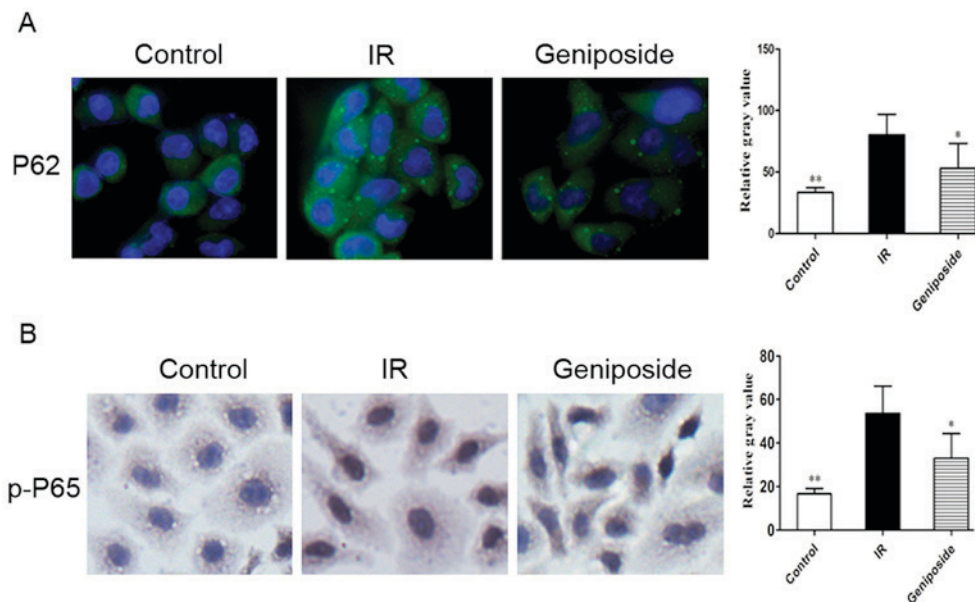 A
Control
IR
Geniposide
P62
Relative gray value
150
100
50
0
**
*
Control
IR
Geniposide
B
Control
IR
Geniposide
p-P65
Relative gray value
80
60
40
20
0
**
*
Control
IR
Geniposide